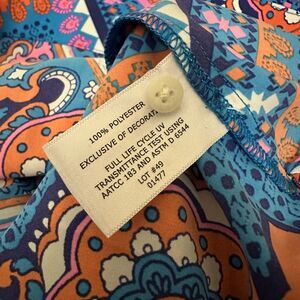 100% POLYESTER
EXCLUSIVE OF DECORAT
FULL LIFE CYCLE UV
TRANSMITTANCE TEST USING
AATCC 183 AND ASTM D 6544
LOT #49
01477